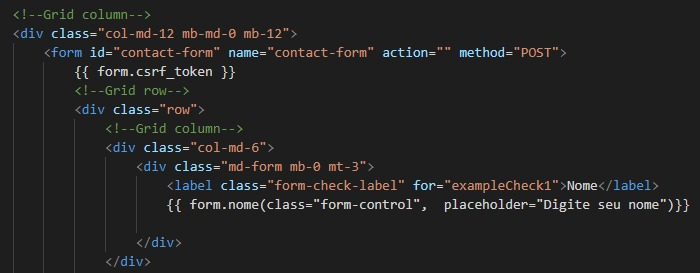 <!--Grid column-->
<div class="col-md-12 mb-md-0 mb-12">
<form id="contact-form" name="contact-form" action="" method="POST">
{{ form.csrf_token }}
<!--Grid row-->
<div class="row">
<!--Grid column-->
<div class="col-md-6">
<div class="md-form mb-0 mt-3">
<label class="form-check-label" for="exampleCheck1">Nome</label>
{{ form.nome(class="form-control",  placeholder="Digite seu nome")}}
</div>
</div>